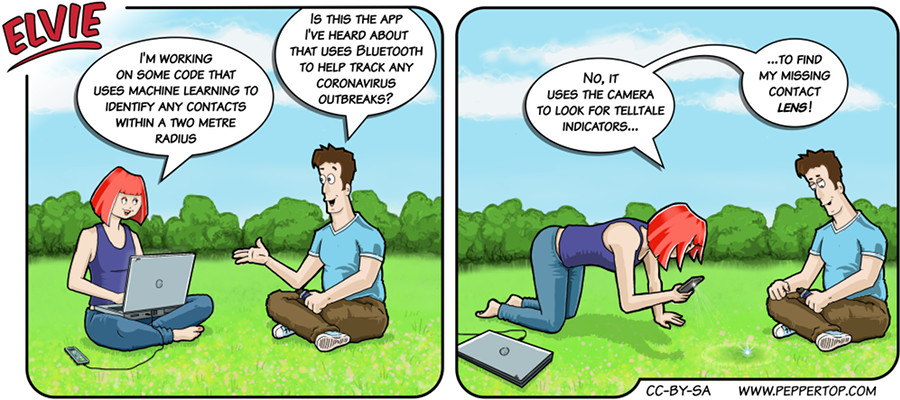 ELVIE
I'M WORKING
ON SOME CODE THAT
USES MACHINE LEARNING TO
IDENTIFY ANY CONTACTS
WITHIN A TWO METRE
RADIUS
IS THIS THE APP
I'VE HEARD ABOUT
THAT USES BLUETOOTH
TO HELP TRACK ANY
CORONAVIRUS
OUTBREAKS?
NO, IT
USES THE CAMERA
TO LOOK FOR TELLTALE
INDICATORS...
...TO FIND
MY MISSING
CONTACT
LENS!
CC-BY-SA WWW.PEPPERTOP.COM